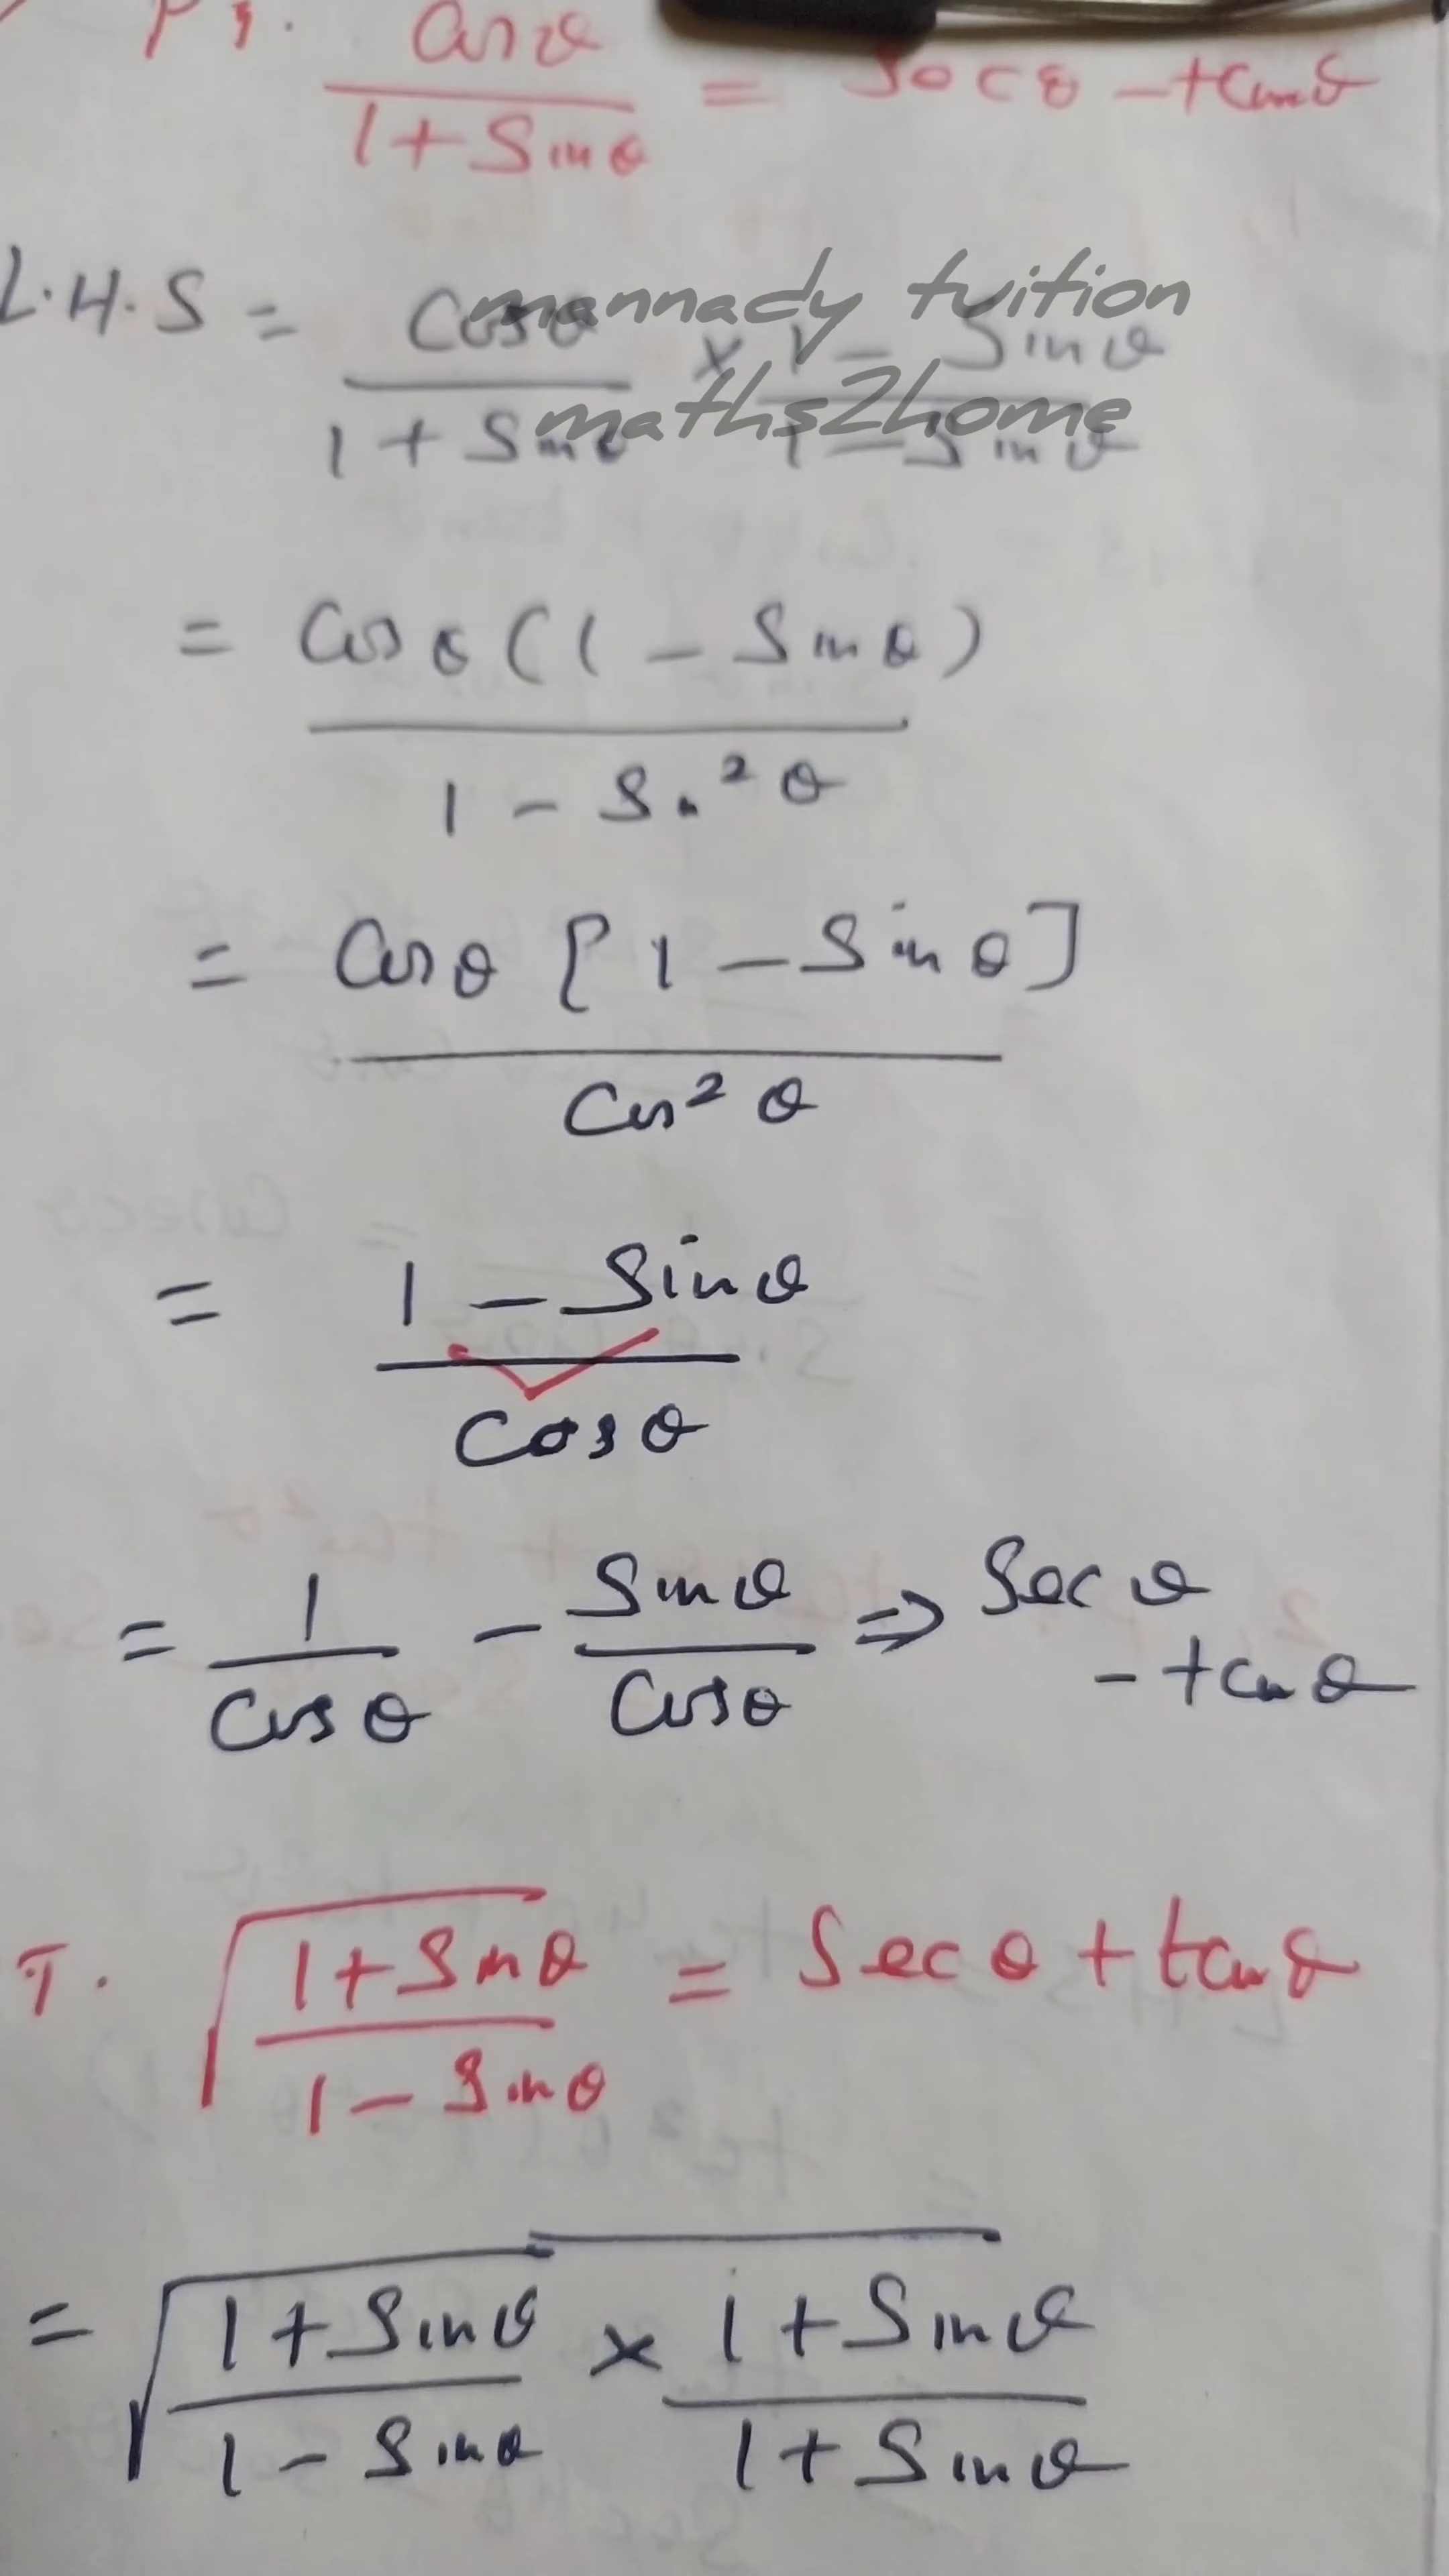 P T. Cosθ / 1 + Sinθ = Secθ - tanθ
L.H.S = Cosθ / 1 + Sinθ × 1 - Sinθ / 1 - Sinθ
mannady tuition
maths2home
= Cosθ (1 - Sinθ) / 1 - Sin²θ
= Cosθ [1 - Sinθ] / Cos²θ
= 1 - Sinθ / Cosθ
= 1 / Cosθ - Sinθ / Cosθ ⇒ Secθ
- tanθ
T. √ 1 + Sinθ / 1 - Sinθ = Secθ + tanθ
= √ 1 + Sinθ / 1 - Sinθ × 1 + Sinθ / 1 + Sinθ